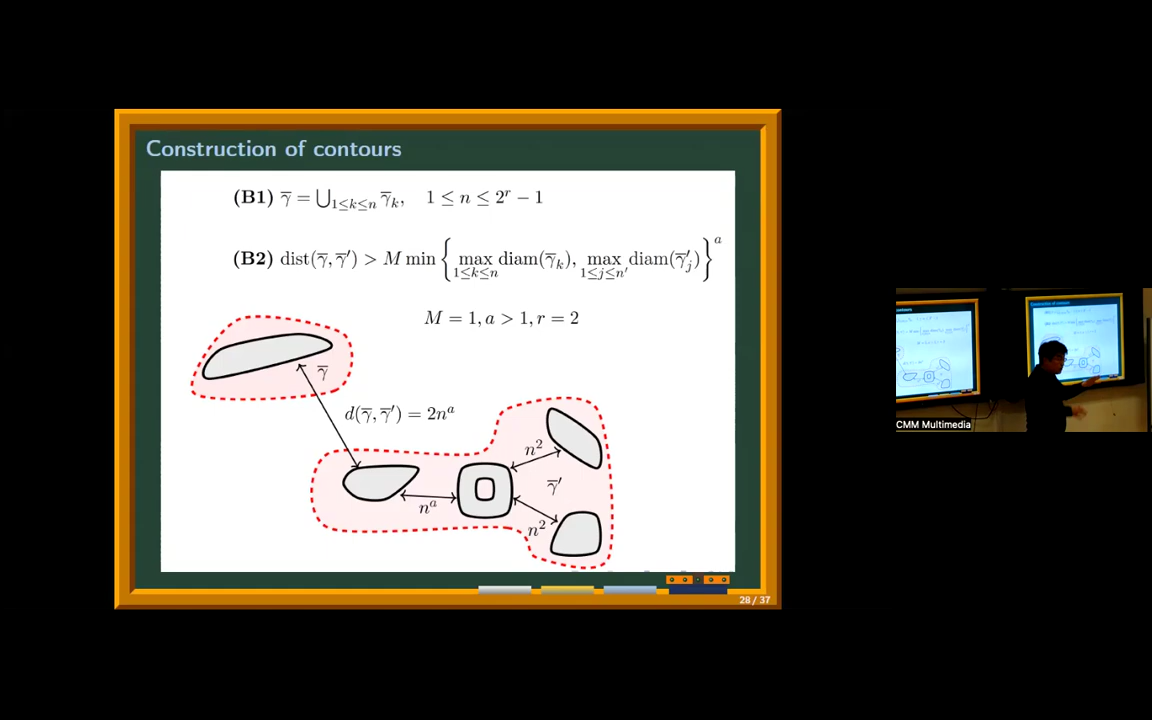 Construction of contours
(B1) γ̅ = ⋃_{1≤k≤n} γ̅_k,  1 ≤ n ≤ 2^r − 1
(B2) dist(γ̅, γ̅′) > M min { max_{1≤k≤n} diam(γ̅_k), max_{1≤j≤n′} diam(γ̅′_j) }^a
M = 1, a > 1, r = 2
γ̅
d(γ̅, γ̅′) = 2n^a
n^2
γ̅′
n^a
n^2
28 / 37
CMM Multimedia